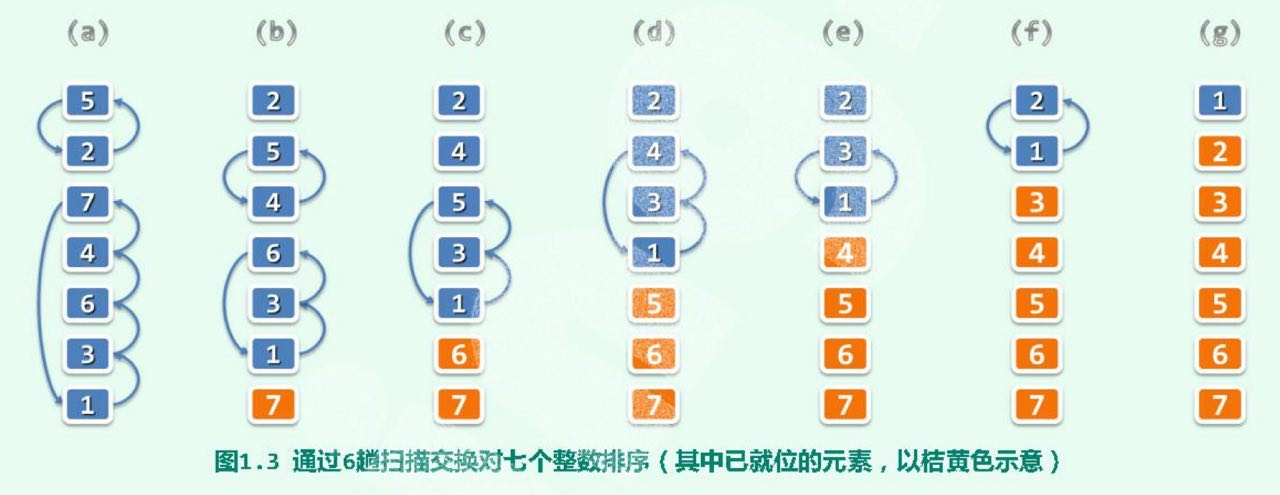 (a) (b) (c) (d) (e) (f) (g)
5 2 2 2 2 2 1
2 5 4 4 3 1 2
7 4 5 3 1 3 3
4 6 3 1 4 4 4
6 3 1 5 5 5 5
3 1 6 6 6 6 6
1 7 7 7 7 7 7
图1.3 通过6趟扫描交换对七个整数排序（其中已就位的元素，以桔黄色示意）